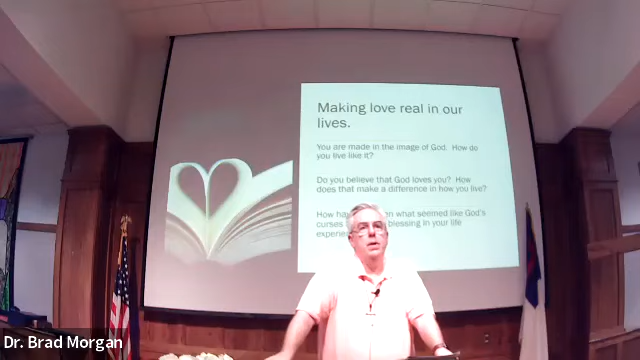 Making love real in our
lives.
You are made in the image of God. How do
you live like it?
Do you believe that God loves you? How
does that make a difference in how you live?
How what seemed like God's
curses blessing in your life
Dr. Brad Morgan